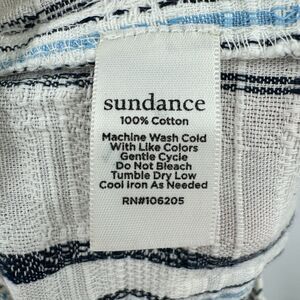 sundance
100% Cotton
Machine Wash Cold
With Like Colors
Gentle Cycle
Do Not Bleach
Tumble Dry Low
Cool Iron As Needed
RN#106205